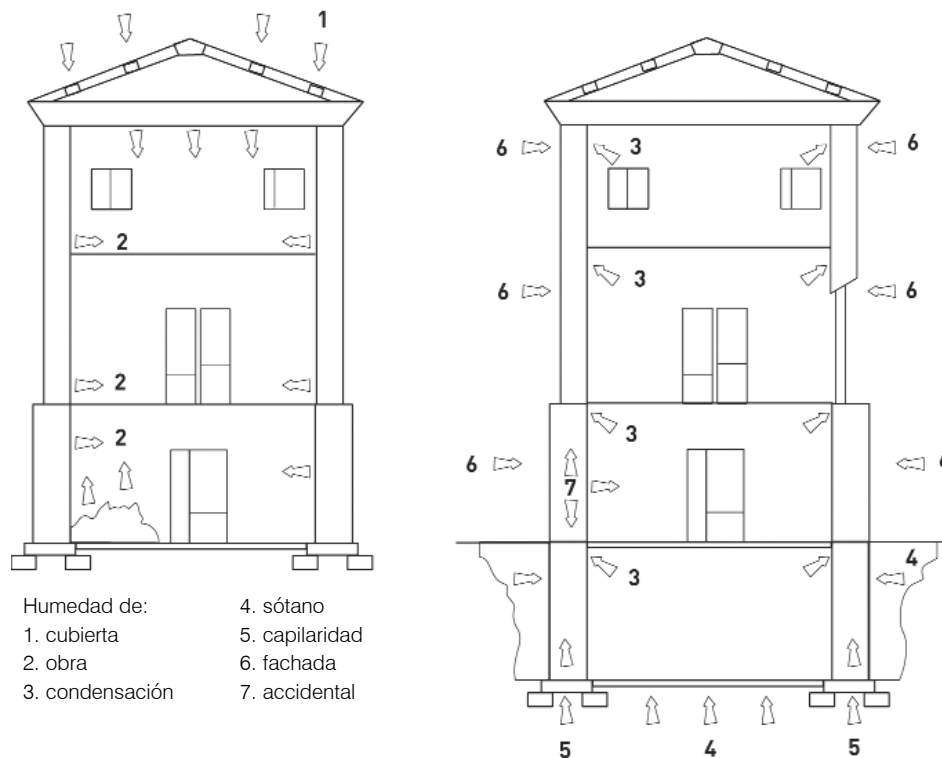 1
2
2
2
Humedad de:
1. cubierta
2. obra
3. condensación
4. sótano
5. capilaridad
6. fachada
7. accidental
6 3 6
3
6 6
3
6 7 6
3 4
5 4 5